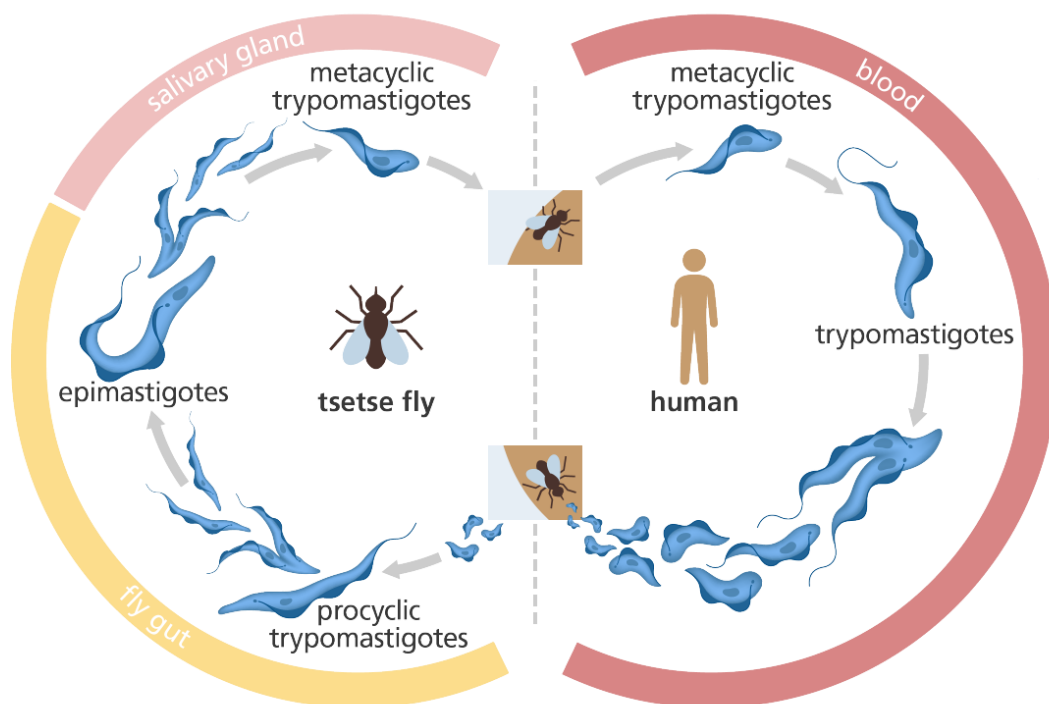 salivary gland
metacyclic
trypomastigotes
metacyclic
trypomastigotes
blood
trypomastigotes
epimastigotes
tsetse fly
human
fly gut
procyclic
trypomastigotes